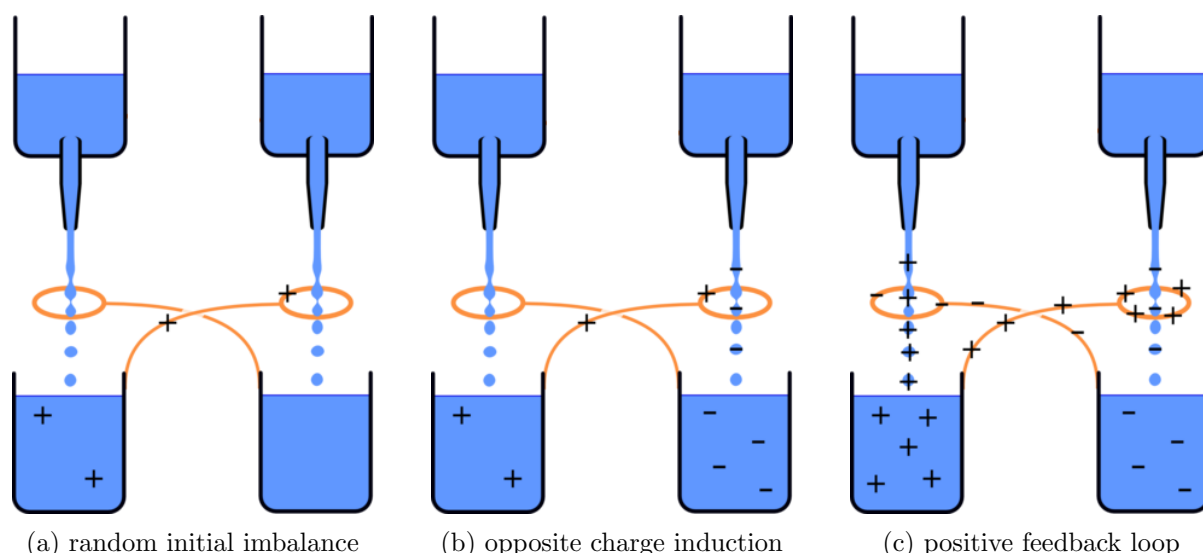 (a) random initial imbalance
(b) opposite charge induction
(c) positive feedback loop